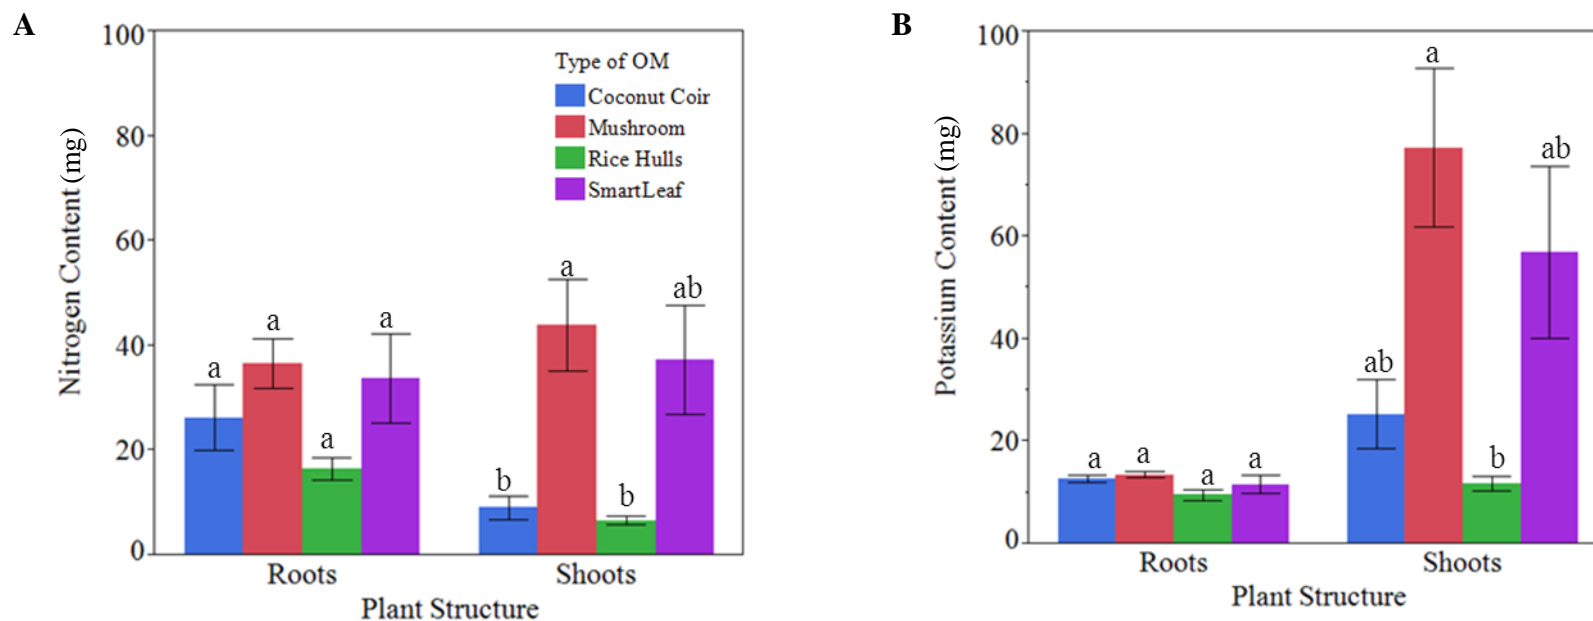 A
100
80
60
40
20
0
Nitrogen Content (mg)
Type of OM
Coconut Coir
Mushroom
Rice Hulls
SmartLeaf
a
a
a
a
b
a
b
ab
Roots
Shoots
Plant Structure
B
100
80
60
40
20
0
Potassium Content (mg)
a
a
a
a
ab
a
b
ab
Roots
Shoots
Plant Structure